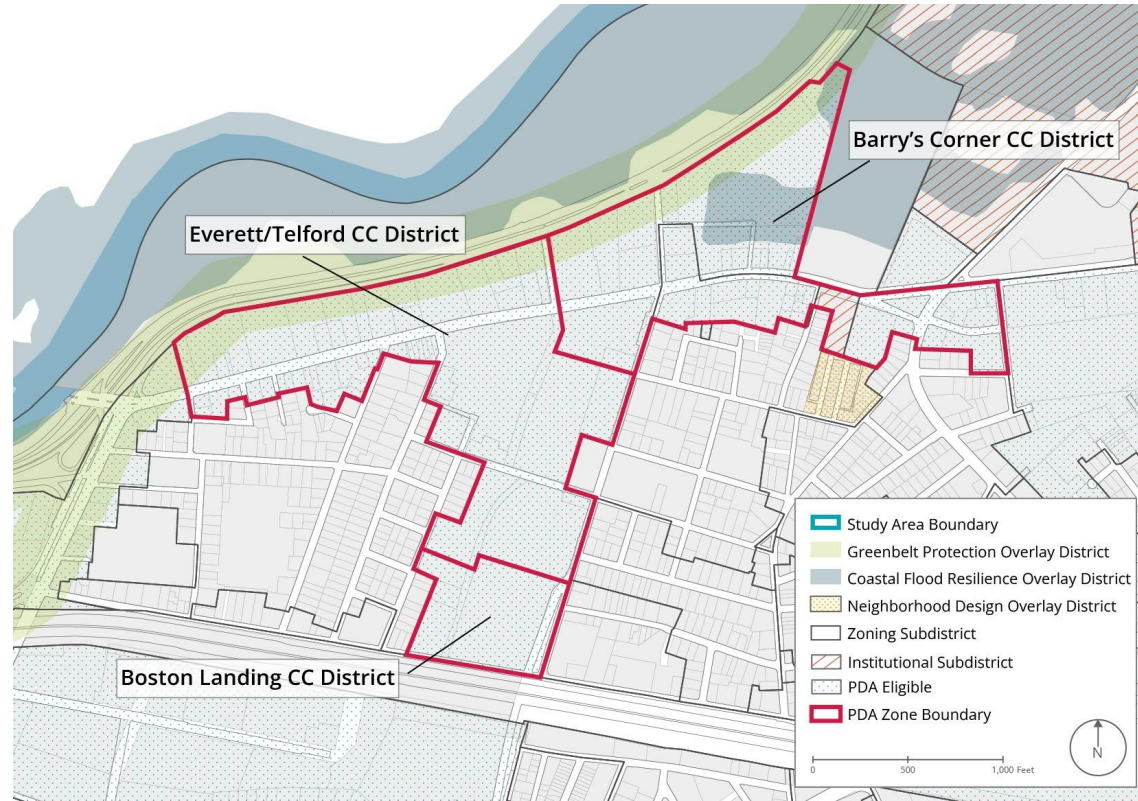 Barry's Corner CC District
Everett/Telford CC District
Boston Landing CC District
Study Area Boundary
Greenbelt Protection Overlay District
Coastal Flood Resilience Overlay District
Neighborhood Design Overlay District
Zoning Subdistrict
Institutional Subdistrict
PDA Eligible
PDA Zone Boundary
N
0 500 1,000 Feet